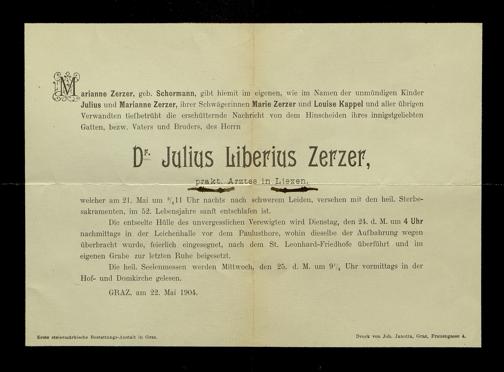 Marianne Zerzer, geb. Schormann, gibt hiemit im eigenen, wie im Namen der unmündigen Kinder
Julius und Marianne Zerzer, ihrer Schwägerinnen Marie Zerzer und Louise Kappel und aller übrigen
Verwandten tiefbetrübt die erschütternde Nachricht von dem Hinscheiden ihres innigstgeliebten
Gatten, bezw. Vaters und Bruders, des Herrn
Dr. Julius Liberius Zerzer,
prakt. Arztes in Liezen,
welcher am 21. Mai um ¾11 Uhr nachts nach schwerem Leiden, versehen mit den heil. Sterbe-
sakramenten, im 52. Lebensjahre sanft entschlafen ist.
Die entseelte Hülle des unvergesslichen Verewigten wird Dienstag, den 24. d. M. um 4 Uhr
nachmittags in der Leichenhalle vor dem Paulusthore, wohin dieselbe der Aufbahrung wegen
überbracht wurde, feierlich eingesegnet, nach dem St. Leonhard-Friedhofe überführt und im
eigenen Grabe zur letzten Ruhe beigesetzt.
Die heil. Seelenmessen werden Mittwoch, den 25. d. M. um Uhr vormittags in der
Hof- und Domkirche gelesen.
GRAZ, am 22. Mai 1904.
Erste steiermärkische Bestattungs-Anstalt in Graz.
Druck von Joh. Janotta, Graz, Franzsgasse 4.